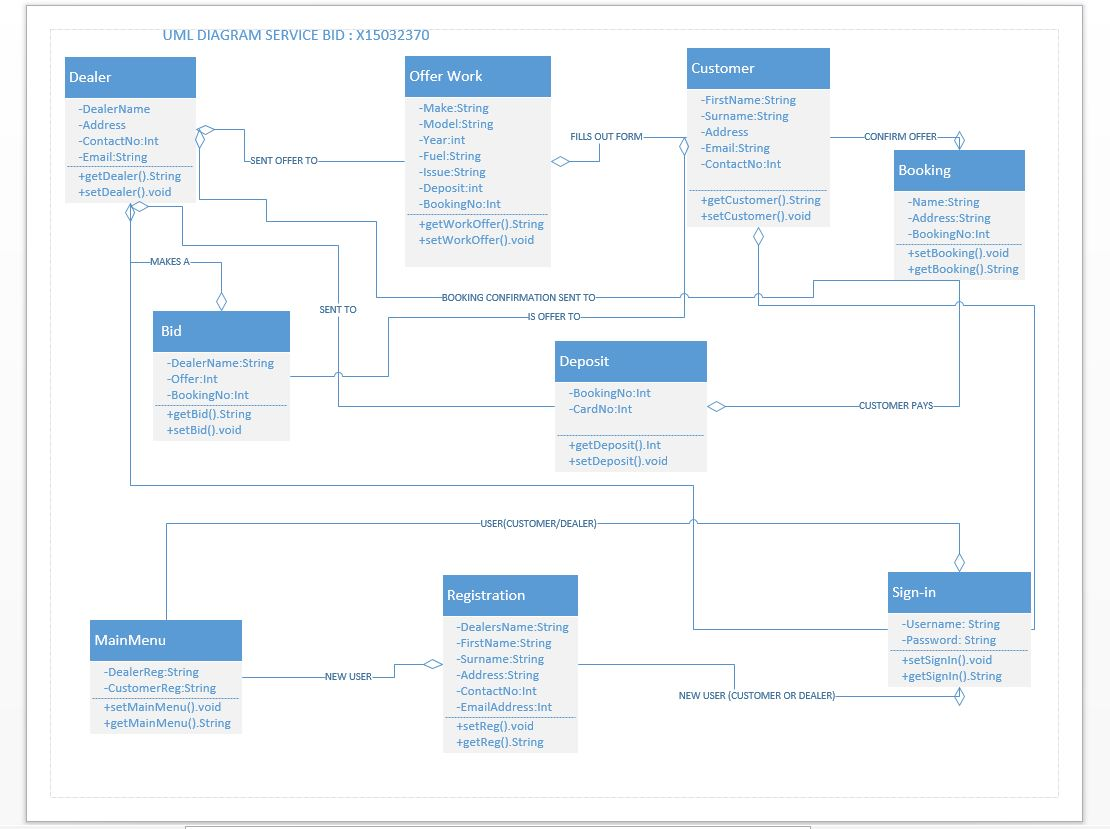 UML DIAGRAM SERVICE BID : X15032370
Dealer
-DealerName
-Address
-ContactNo:Int
-Email:String
+getDealer().String
+setDealer().void
Offer Work
-Make:String
-Model:String
-Year:int
-Fuel:String
-Issue:String
-Deposit:int
-BookingNo:Int
+getWorkOffer().String
+setWorkOffer().void
Customer
-FirstName:String
-Surname:String
-Address
-Email:String
-ContactNo:Int
+getCustomer().String
+setCustomer().void
Booking
-Name:String
-Address:String
-BookingNo:Int
+setBooking().void
+getBooking().String
SENT OFFER TO
FILLS OUT FORM
CONFIRM OFFER
MAKES A
BOOKING CONFIRMATION SENT TO
SENT TO
IS OFFER TO
Bid
-DealerName:String
-Offer:Int
-BookingNo:Int
+getBid().String
+setBid().void
Deposit
-BookingNo:Int
-CardNo:Int
+getDeposit().Int
+setDeposit().void
CUSTOMER PAYS
USER(CUSTOMER/DEALER)
MainMenu
-DealerReg:String
-CustomerReg:String
+setMainMenu().void
+getMainMenu().String
NEW USER
Registration
-DealersName:String
-FirstName:String
-Surname:String
-Address:String
-ContactNo:Int
-EmailAddress:Int
+setReg().void
+getReg().String
NEW USER (CUSTOMER OR DEALER)
Sign-in
-Username: String
-Password: String
+setSignIn().void
+getSignIn().String